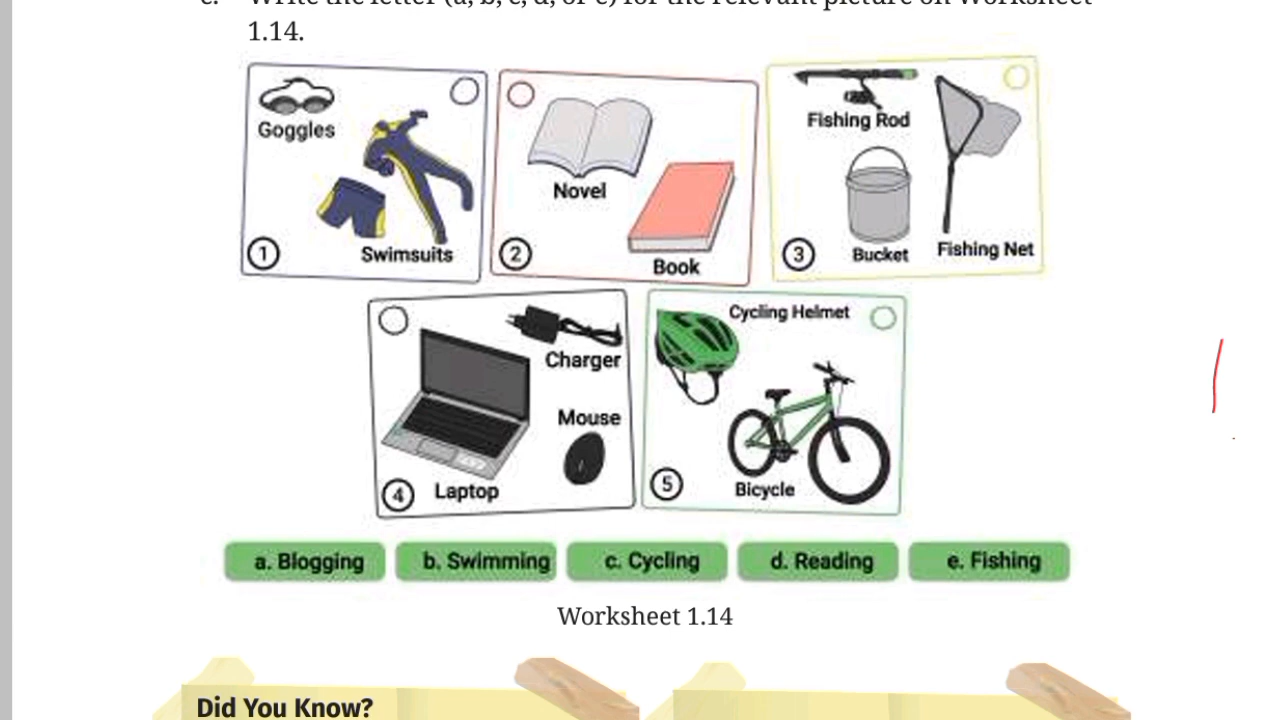 1.14.
Goggles
Swimsuits
1
Novel
Book
2
Fishing Rod
Bucket
Fishing Net
3
Charger
Mouse
Laptop
4
Cycling Helmet
Bicycle
5
a. Blogging b. Swimming c. Cycling d. Reading e. Fishing
Worksheet 1.14
Did You Know?